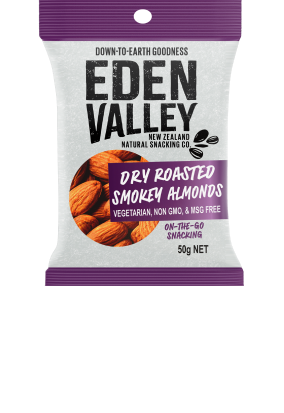 DOWN-TO-EARTH GOODNESS
EDEN
VALLEY
NEW ZEALAND
NATURAL SNACKING CO.
DRY ROASTED
SMOKEY ALMONDS
VEGETARIAN, NON GMO, & MSG FREE
ON-THE-GO
SNACKING
50g NET